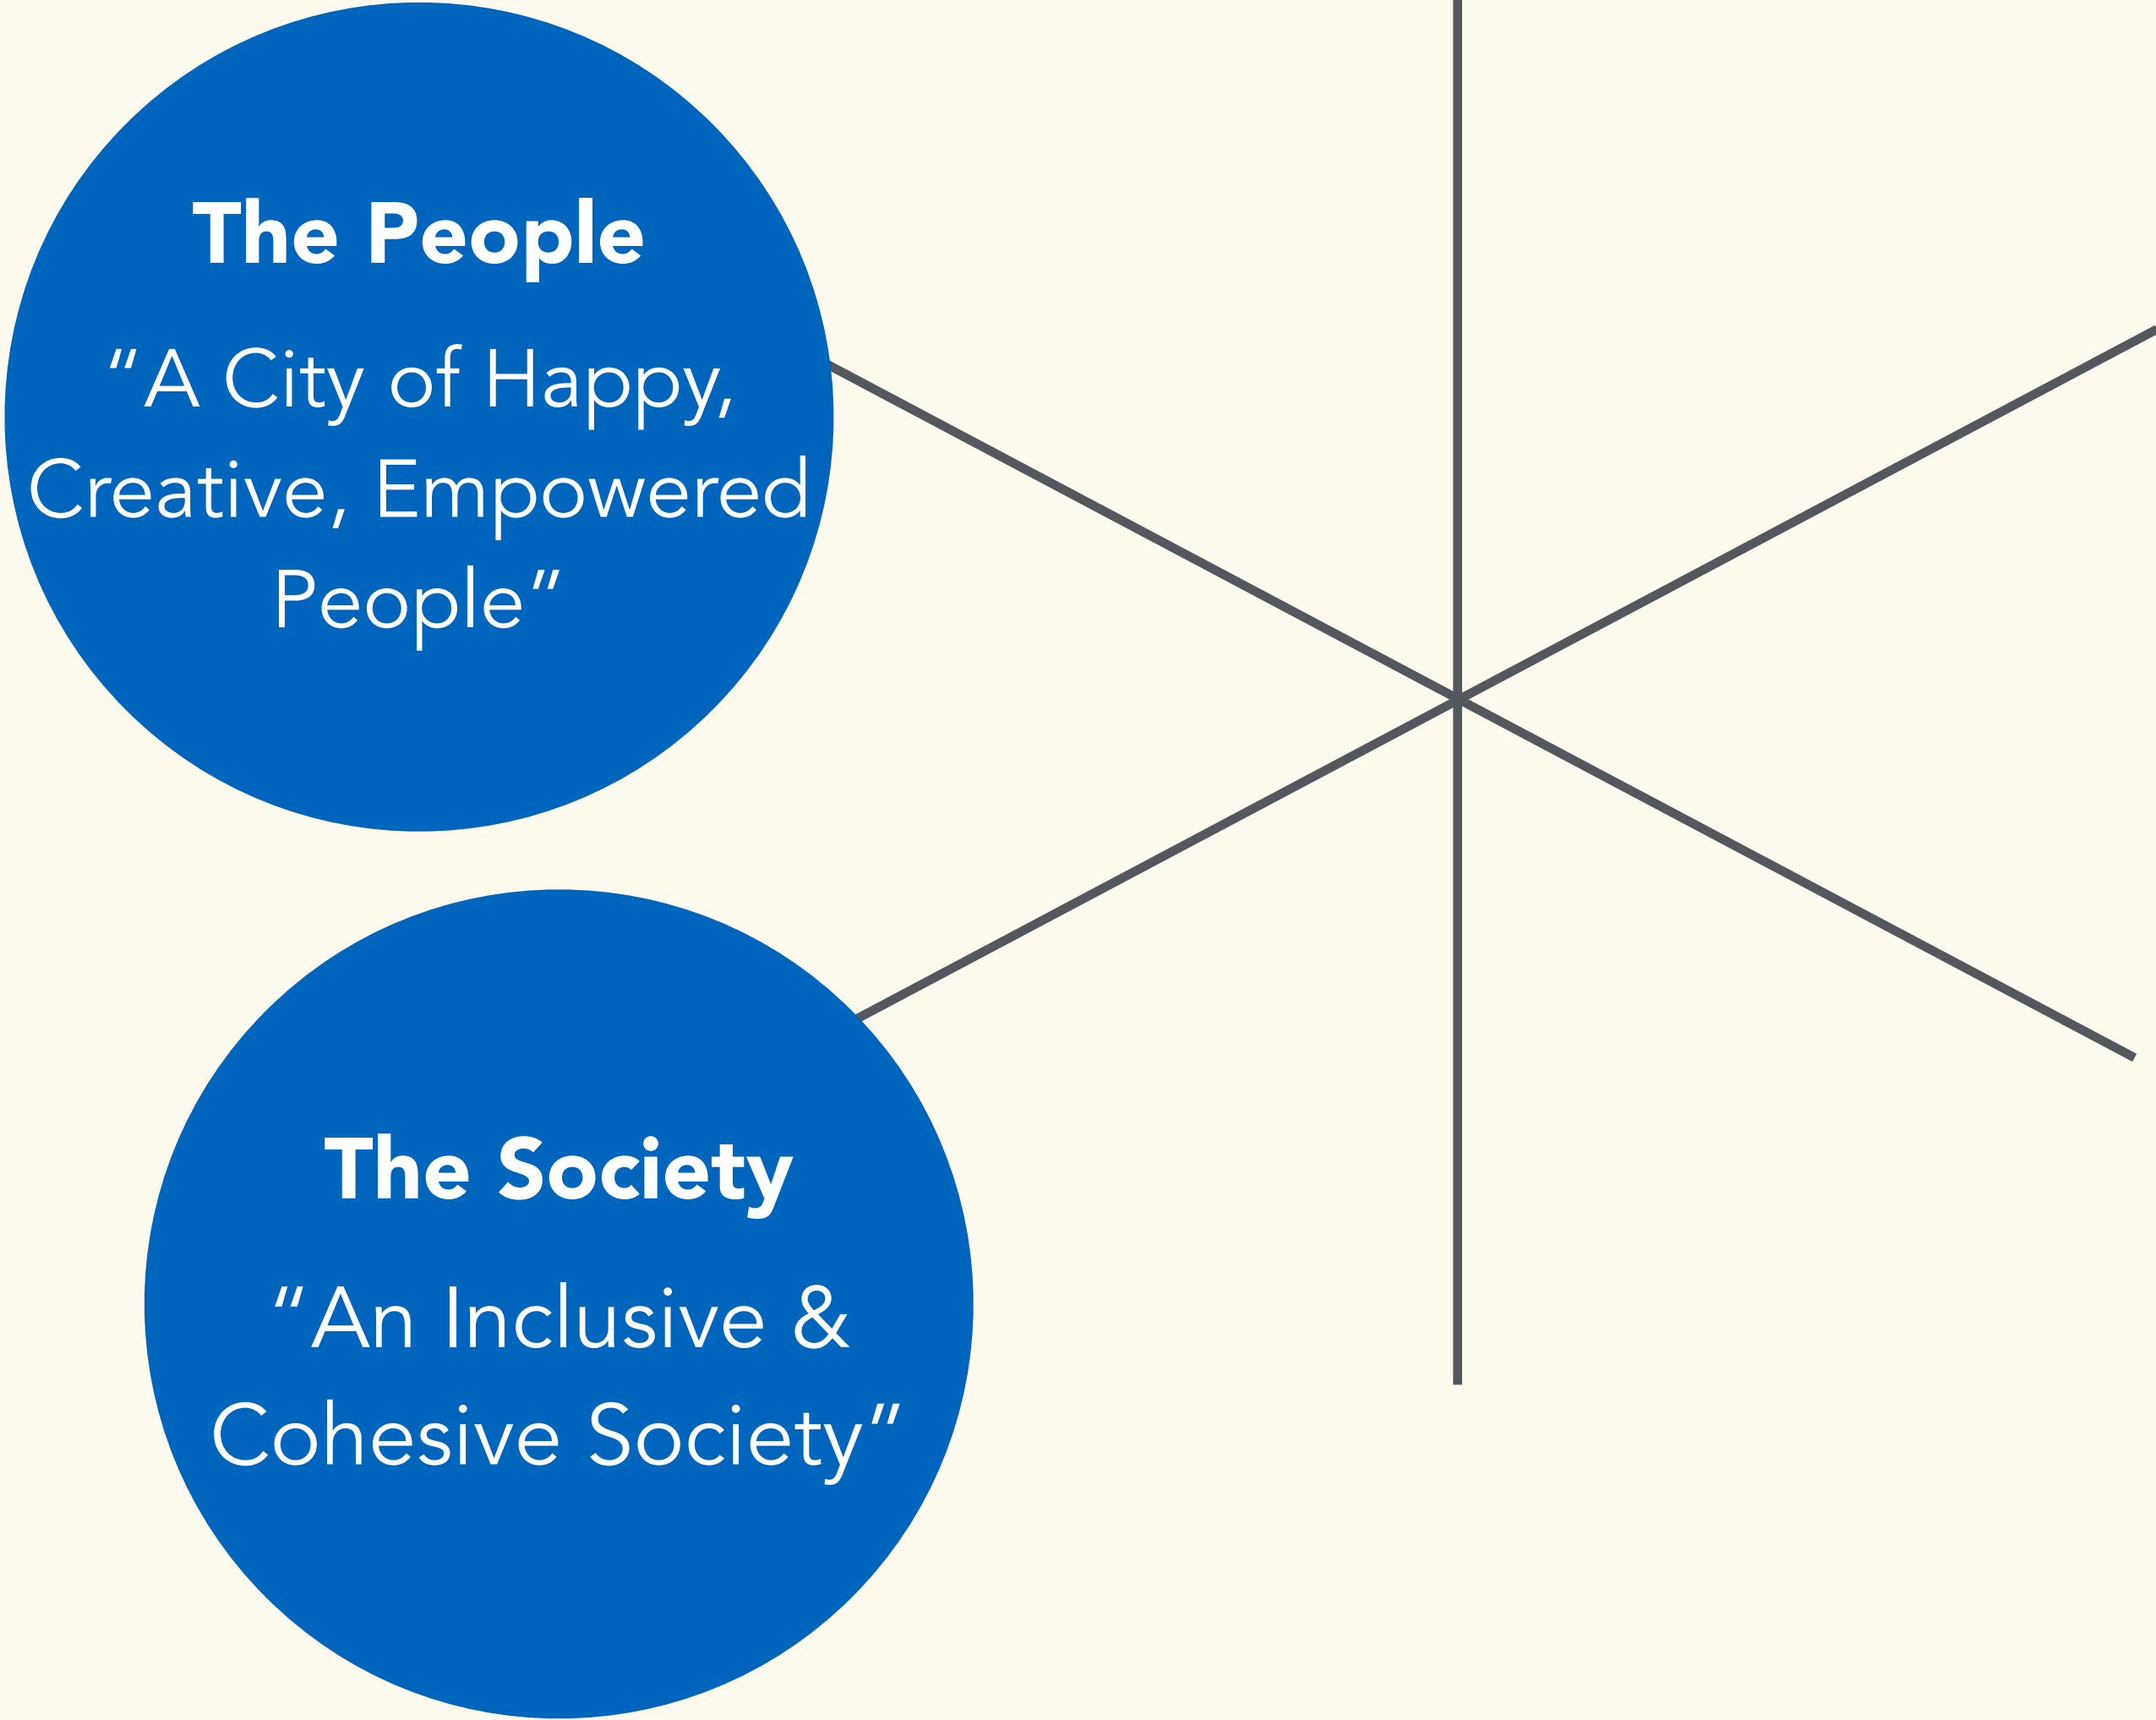 The People
"A City of Happy,
Creative, Empowered
People"
The Society
"An Inclusive &
Cohesive Society"